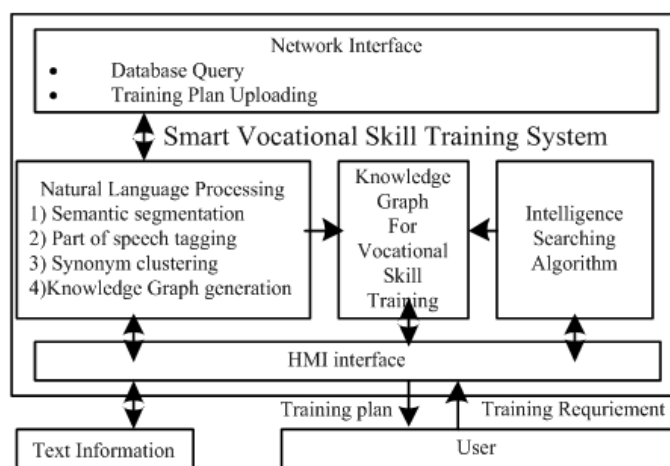 Network Interface
• Database Query
• Training Plan Uploading
Smart Vocational Skill Training System
Natural Language Processing
1) Semantic segmentation
2) Part of speech tagging
3) Synonym clustering
4)Knowledge Graph generation
Knowledge
Graph
For
Vocational
Skill
Training
Intelligence
Searching
Algorithm
HMI interface
Training plan
Training Requriement
Text Information
User